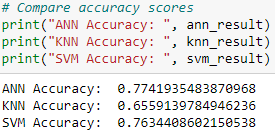 # Compare accuracy scores
print("ANN Accuracy: ", ann_result)
print("KNN Accuracy: ", knn_result)
print("SVM Accuracy: ", svm_result)
ANN Accuracy:  0.7741935483870968
KNN Accuracy:  0.6559139784946236
SVM Accuracy:  0.7634408602150538